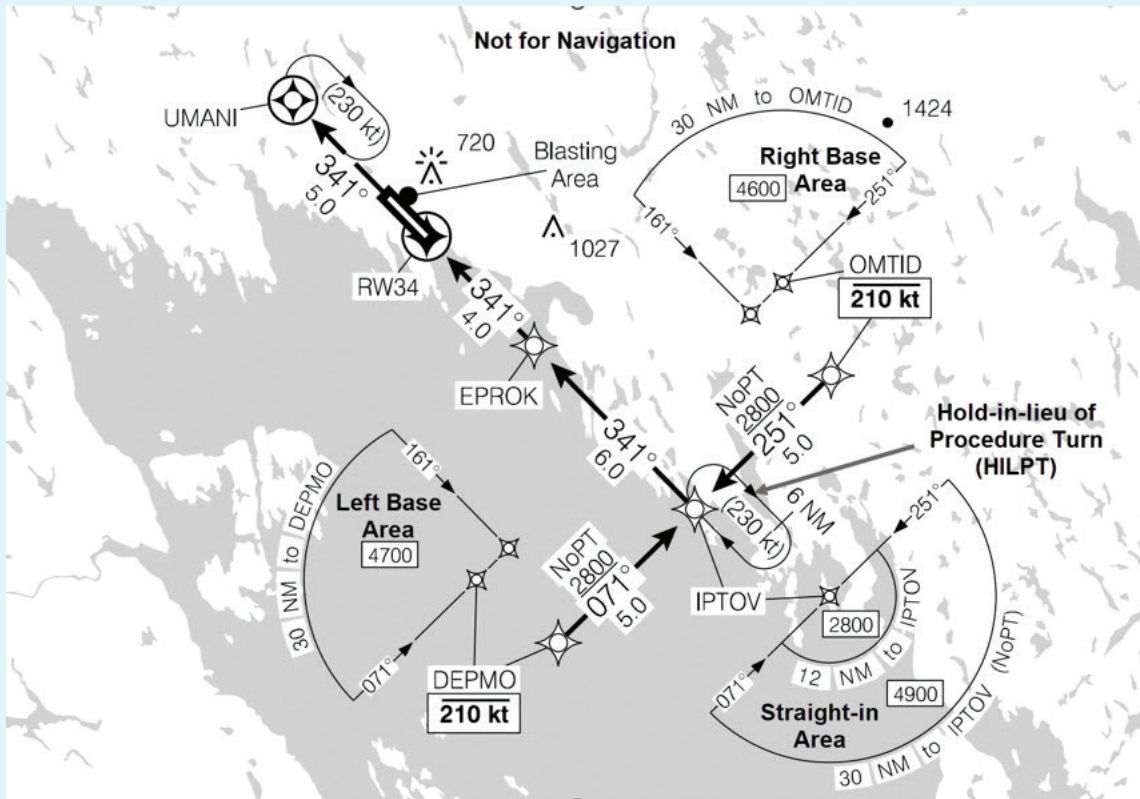 Not for Navigation
UMANI
(230 kt)
341°
5.0
720
Blasting
Area
1027
RW34
341°
4.0
EPROK
341°
6.0
30 NM to OMTID
1424
Right Base
Area
4600
161°
251°
OMTID
210 kt
NoPT
2800
251°
5.0
Hold-in-lieu of
Procedure Turn
(HILPT)
6 NM
(230 kt)
IPTOV
30 NM to DEPMO
161°
Left Base
Area
4700
071°
NoPT
2800
071°
5.0
DEPMO
210 kt
251°
2800
12 NM to IPTOV
071°
4900
Straight-in
Area
30 NM to IPTOV (NoPT)